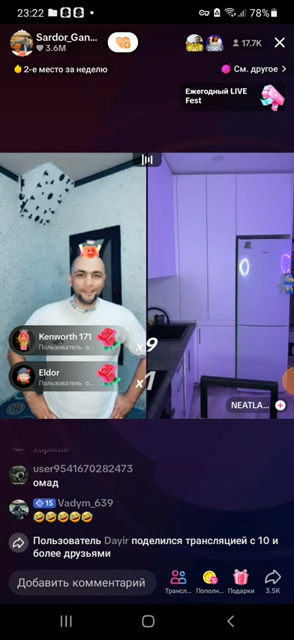 23:22
78%
Sardor_Gan...
3.6M
17.7K
2-е место за неделю
См. другое >
Ежегодный LIVE
Fest
Kenworth 171
Пользователь о...
x9
Eldor
Пользователь о...
x1
NEATLA...
user9541670282473
омад
15 Vadym_639
🤣🤣🤣🤣🤣
Пользователь Dayir поделился трансляцией с 10 и
более друзьями
Добавить комментарий
Трансл...
Пополн...
Подарки
3.5K